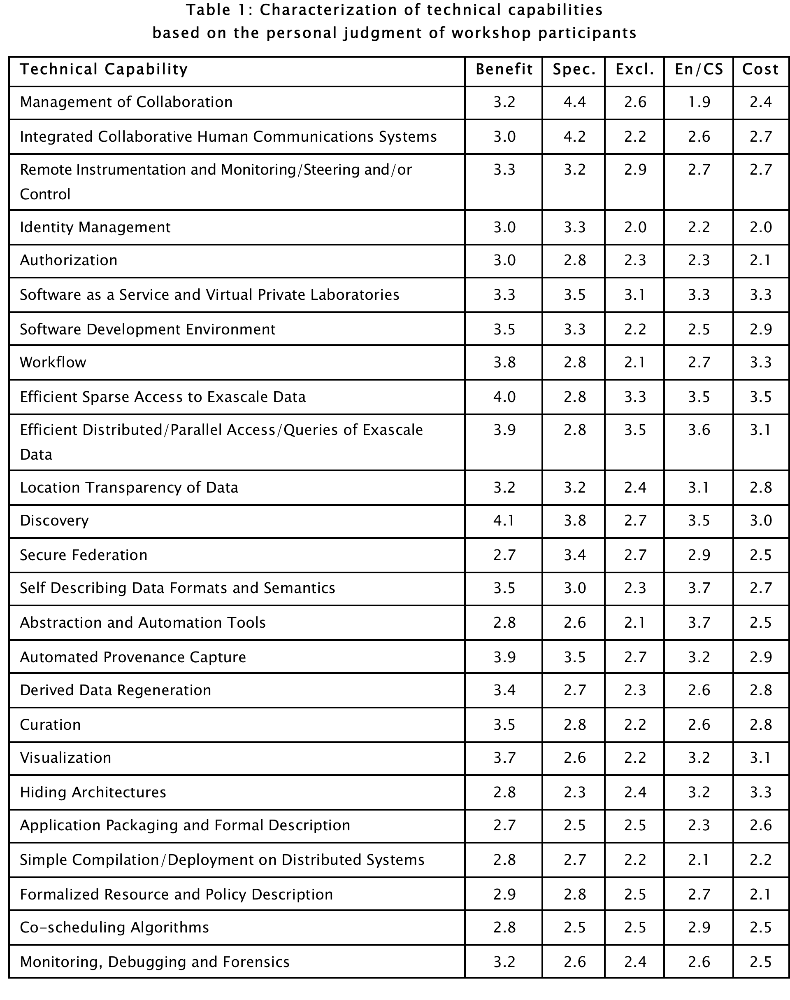 Table 1: Characterization of technical capabilities
based on the personal judgment of workshop participants
Technical Capability Benefit Spec. Excl. En/CS Cost
Management of Collaboration 3.2 4.4 2.6 1.9 2.4
Integrated Collaborative Human Communications Systems 3.0 4.2 2.2 2.6 2.7
Remote Instrumentation and Monitoring/Steering and/or 3.3 3.2 2.9 2.7 2.7
Control
Identity Management 3.0 3.3 2.0 2.2 2.0
Authorization 3.0 2.8 2.3 2.3 2.1
Software as a Service and Virtual Private Laboratories 3.3 3.5 3.1 3.3 3.3
Software Development Environment 3.5 3.3 2.2 2.5 2.9
Workflow 3.8 2.8 2.1 2.7 3.3
Efficient Sparse Access to Exascale Data 4.0 2.8 3.3 3.5 3.5
Efficient Distributed/Parallel Access/Queries of Exascale 3.9 2.8 3.5 3.6 3.1
Data
Location Transparency of Data 3.2 3.2 2.4 3.1 2.8
Discovery 4.1 3.8 2.7 3.5 3.0
Secure Federation 2.7 3.4 2.7 2.9 2.5
Self Describing Data Formats and Semantics 3.5 3.0 2.3 3.7 2.7
Abstraction and Automation Tools 2.8 2.6 2.1 3.7 2.5
Automated Provenance Capture 3.9 3.5 2.7 3.2 2.9
Derived Data Regeneration 3.4 2.7 2.3 2.6 2.8
Curation 3.5 2.8 2.2 2.6 2.8
Visualization 3.7 2.6 2.2 3.2 3.1
Hiding Architectures 2.8 2.3 2.4 3.2 3.3
Application Packaging and Formal Description 2.7 2.5 2.5 2.3 2.6
Simple Compilation/Deployment on Distributed Systems 2.8 2.7 2.2 2.1 2.2
Formalized Resource and Policy Description 2.9 2.8 2.5 2.7 2.1
Co-scheduling Algorithms 2.8 2.5 2.5 2.9 2.5
Monitoring, Debugging and Forensics 3.2 2.6 2.4 2.6 2.5